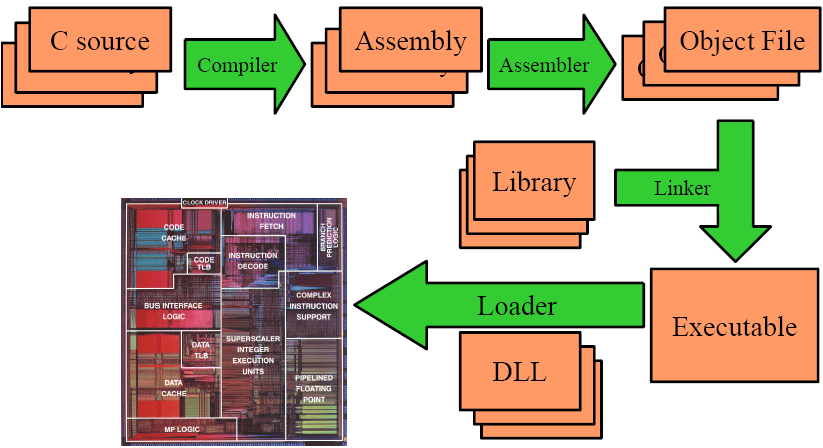 C source
Compiler
Assembly
Assembler
Object File
Library
Linker
Executable
Loader
DLL
CLOCK DRIVER
CODE
CACHE
INSTRUCTION
FETCH
BRANCH
PREDICTION
LOGIC
CODE
TLB
INSTRUCTION
DECODE
BUS INTERFACE
LOGIC
COMPLEX
INSTRUCTION
SUPPORT
DATA
TLB
SUPERSCALER
INTEGER
EXECUTION
UNITS
DATA
CACHE
PIPELINED
FLOATING
POINT
MP LOGIC